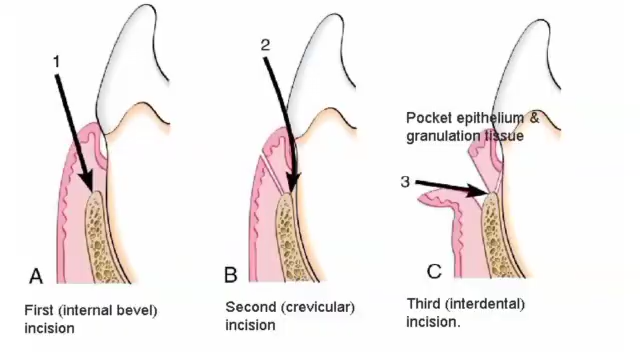 1
2
Pocket epithelium &
granulation tissue
3
A
B
C
First (internal bevel)
incision
Second (crevicular)
incision
Third (interdental)
incision.